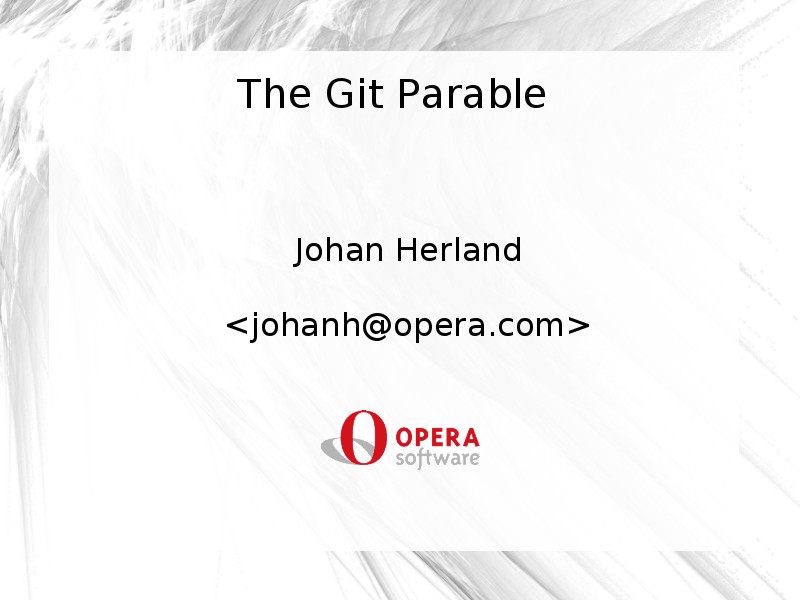 The Git Parable
Johan Herland
<johanh@opera.com>
OPERA
software